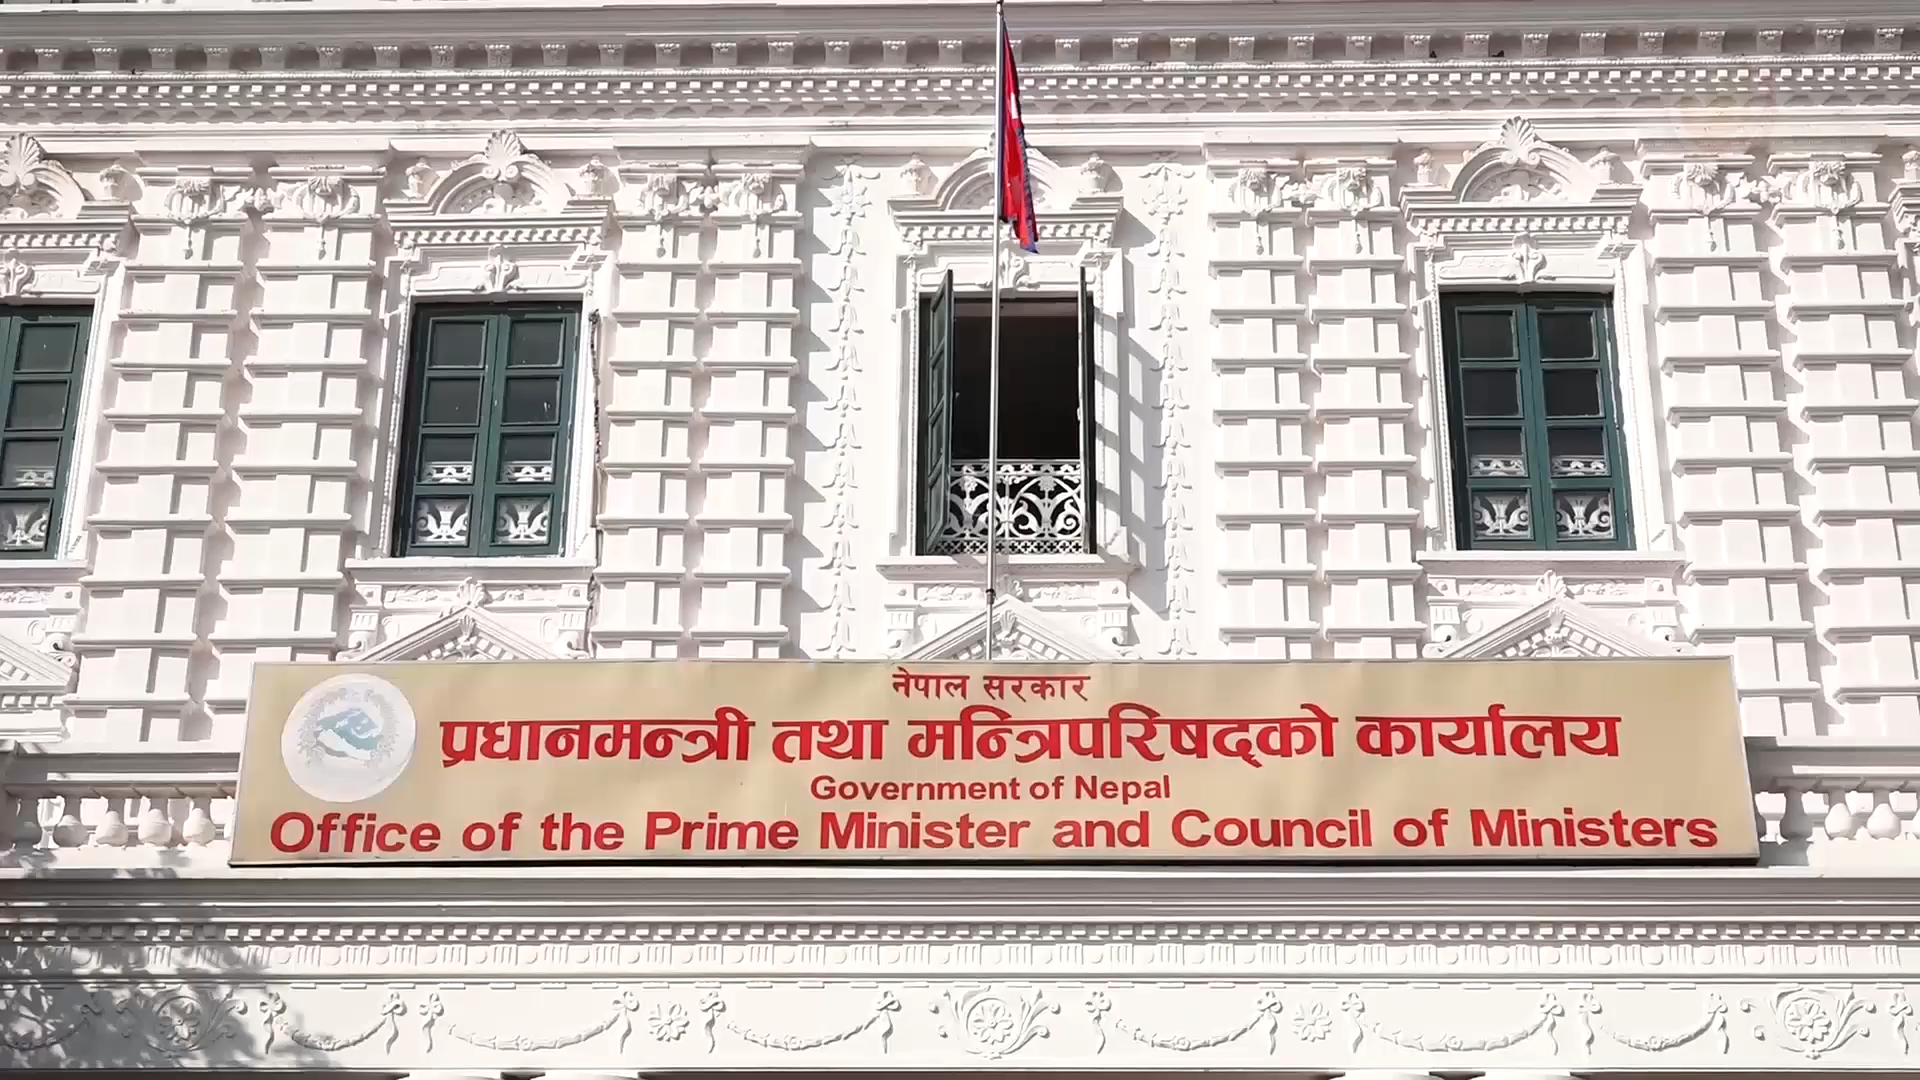 नेपाल सरकार
प्रधानमन्त्री तथा मन्त्रिपरिषद्को कार्यालय
Government of Nepal
Office of the Prime Minister and Council of Ministers